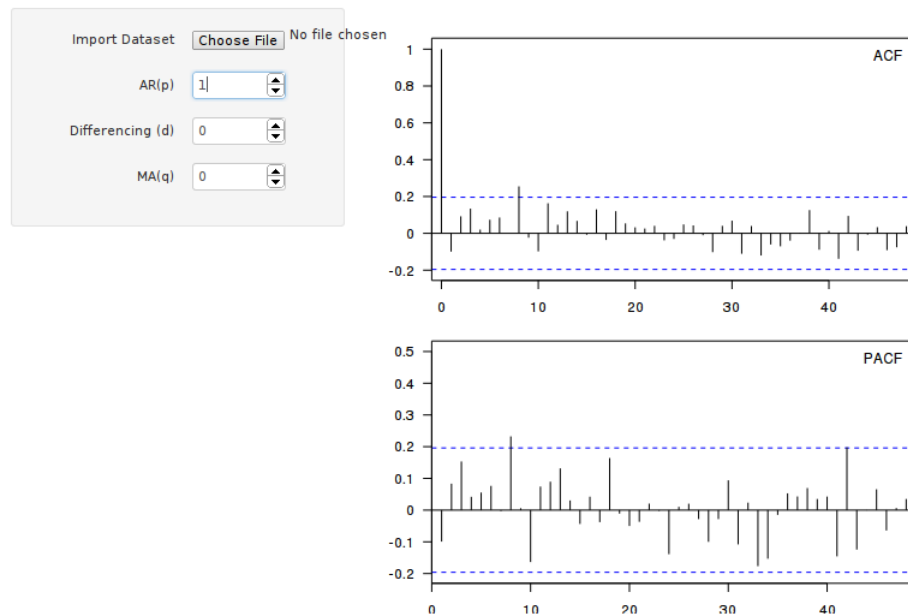 Import Dataset Choose File No file chosen
AR(p) 1
Differencing (d) 0
MA(q) 0
ACF
1
0.8
0.6
0.4
0.2
0
-0.2
0 10 20 30 40
PACF
0.5
0.4
0.3
0.2
0.1
0
-0.1
-0.2
0 10 20 30 40